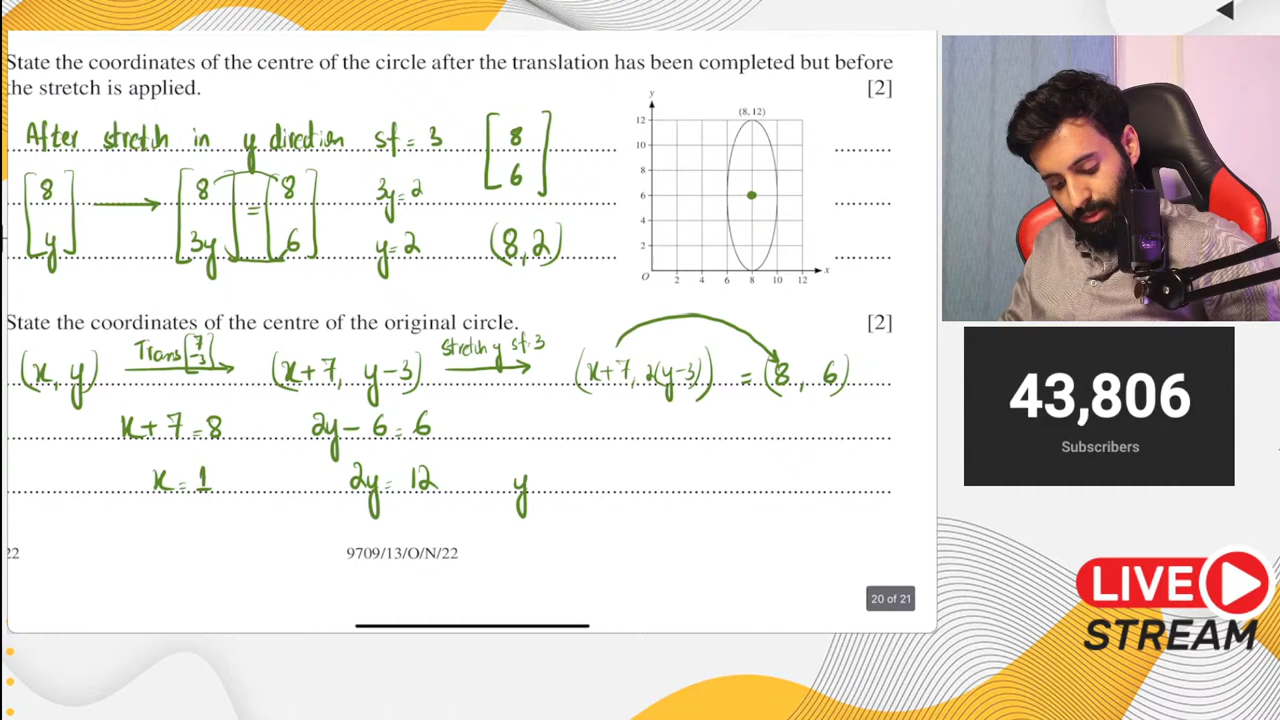 State the coordinates of the centre of the circle after the translation has been completed but before
the stretch is applied. [2]
After stretch in y direction sf = 3 [8 6]
[8 y] → [8 3y] = [8 6]
3y = 2
y = 2 (8, 2)
y
(8, 12)
12
10
8
6
4
2
O 2 4 6 8 10 12 x
State the coordinates of the centre of the original circle. [2]
(x, y) Trans [7 -3] → (x+7, y-3) stretch y sf. 3 → (x+7, 2(y-3)) = (8, 6)
x + 7 = 8 2y - 6 = 6
x = 1 2y = 12 y
22 9709/13/O/N/22
20 of 21
43,806
Subscribers
LIVE
STREAM